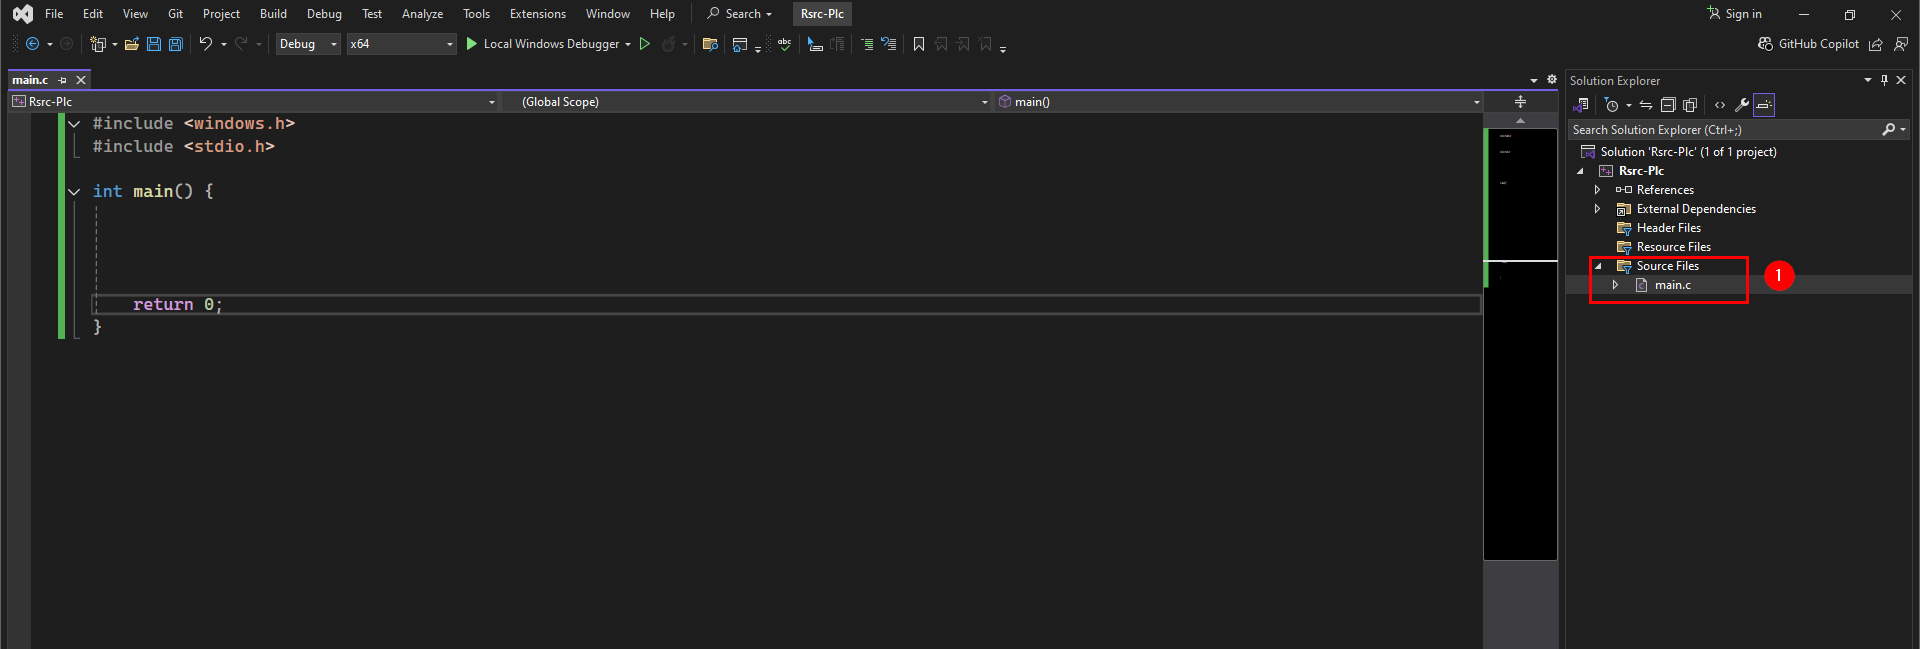 File Edit View Git Project Build Debug Test Analyze Tools Extensions Window Help Search Rsrc-Plc Sign in
Debug x64 Local Windows Debugger abc GitHub Copilot
main.c
Rsrc-Plc (Global Scope) main()
#include <windows.h>
#include <stdio.h>
int main() {
return 0;
}
Solution Explorer
Search Solution Explorer (Ctrl+;)
Solution 'Rsrc-Plc' (1 of 1 project)
Rsrc-Plc
References
External Dependencies
Header Files
Resource Files
Source Files
main.c
1